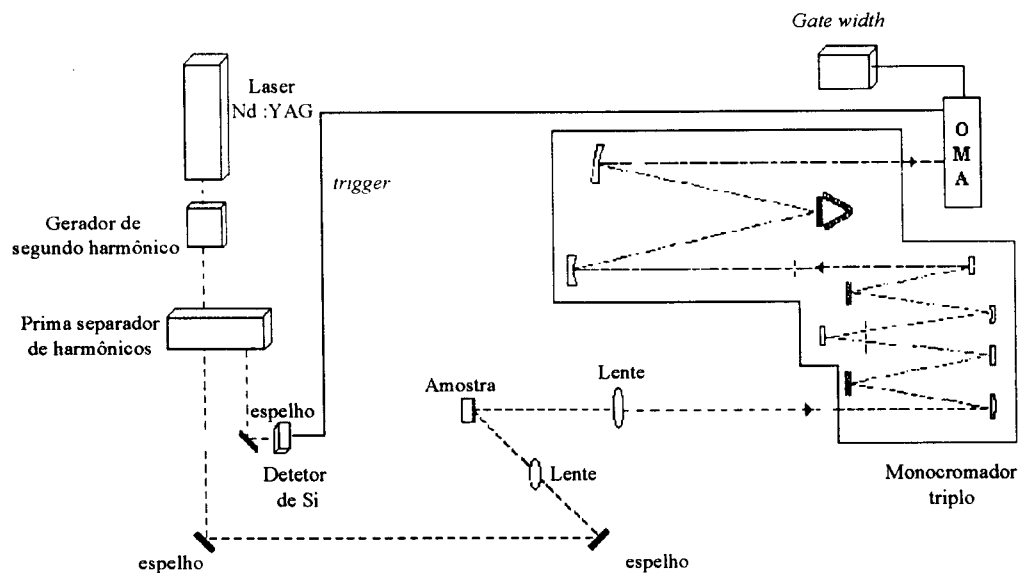 Gate width
Laser
Nd :YAG
O
M
A
trigger
Gerador de
segundo harmônico
Prima separador
de harmônicos
Amostra
Lente
espelho
Detetor
de Si
Lente
Monocromador
triplo
espelho
espelho